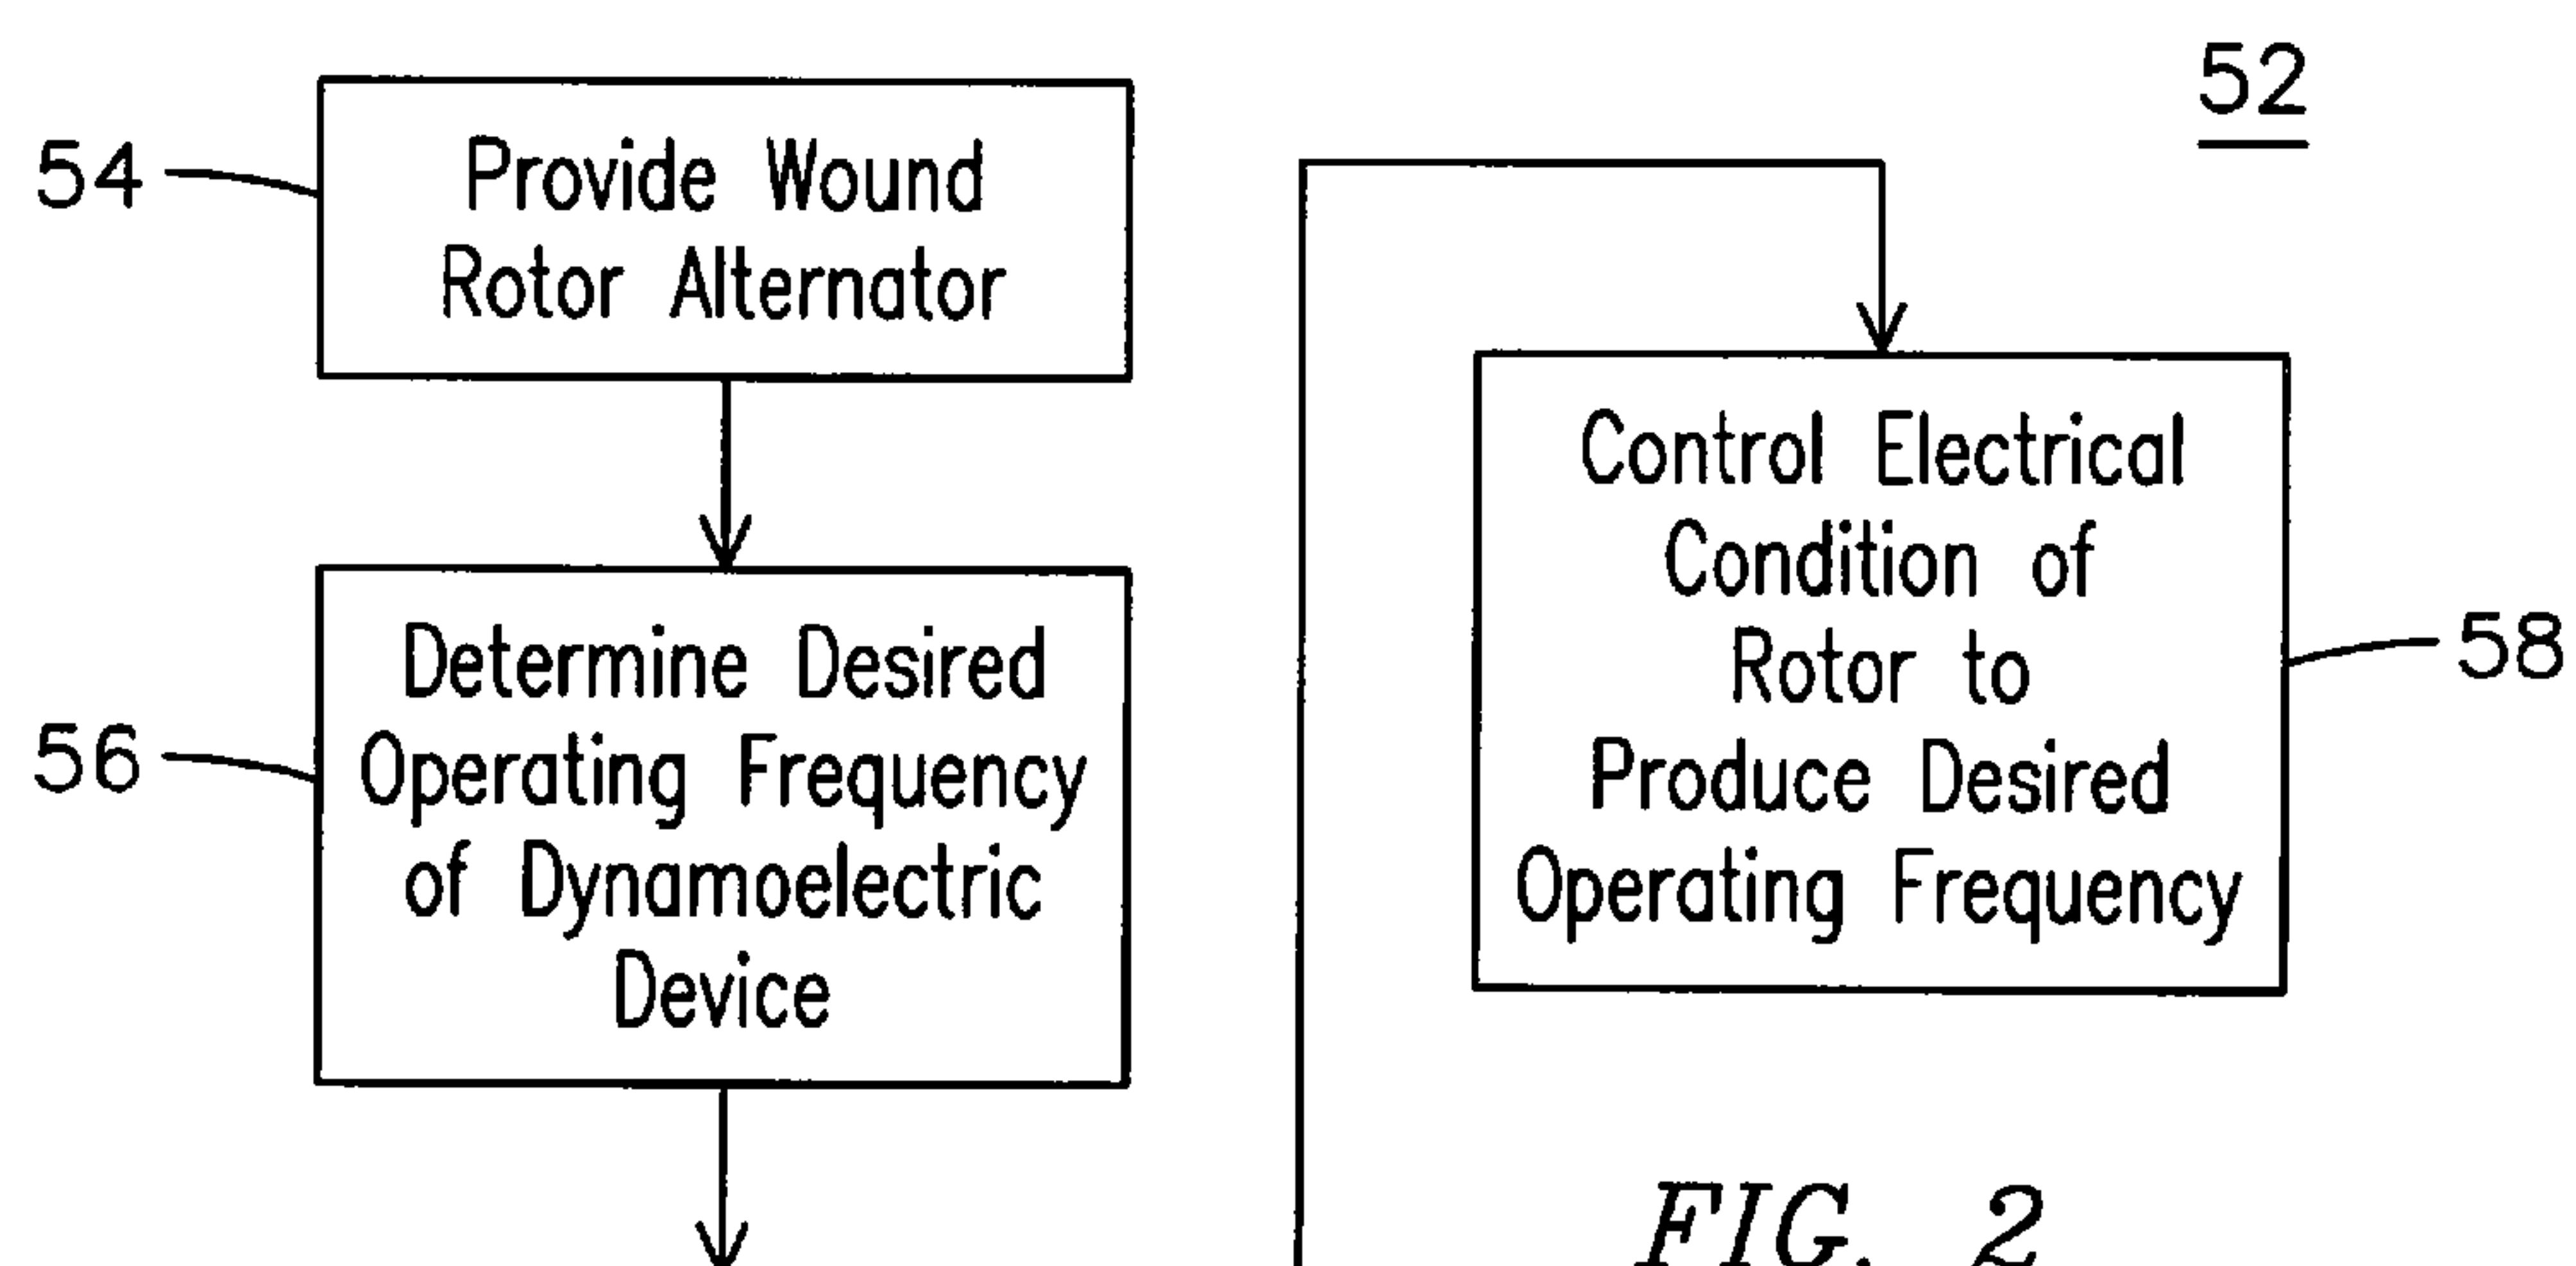 52
54
Provide Wound
Rotor Alternator
56
Determine Desired
Operating Frequency
of Dynamoelectric
Device
Control Electrical
Condition of
Rotor to
Produce Desired
Operating Frequency
58
FIG. 2